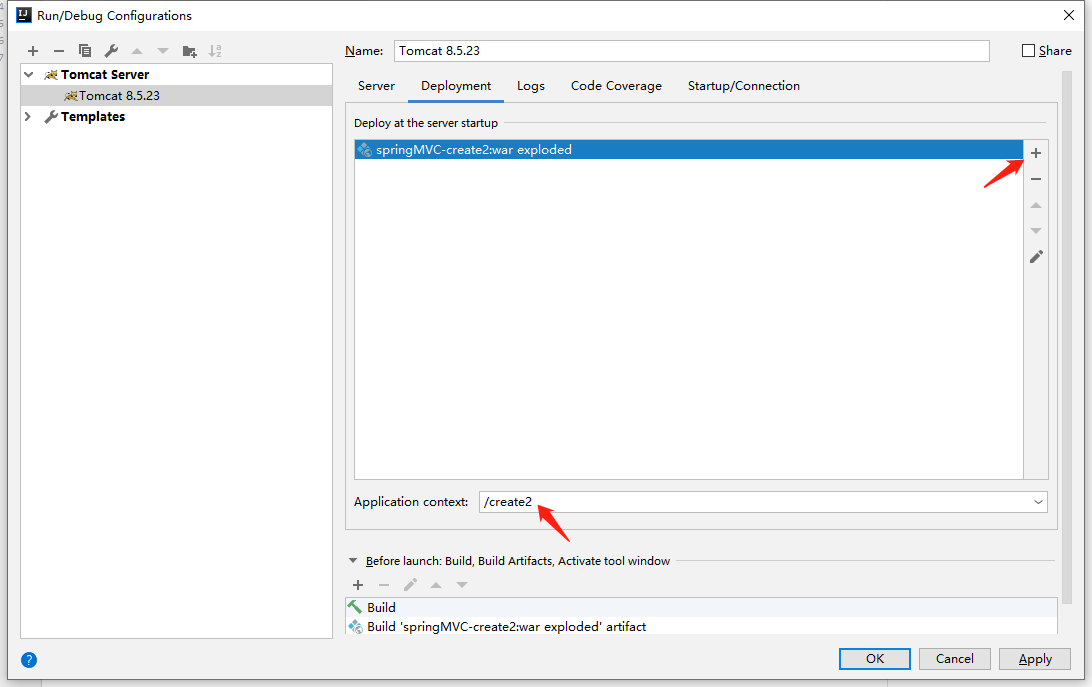 Run/Debug Configurations
Name: Tomcat 8.5.23
Share
Tomcat Server
Tomcat 8.5.23
Templates
Server Deployment Logs Code Coverage Startup/Connection
Deploy at the server startup
springMVC-create2:war exploded
Application context: /create2
Before launch: Build, Build Artifacts, Activate tool window
Build
Build 'springMVC-create2:war exploded' artifact
OK Cancel Apply